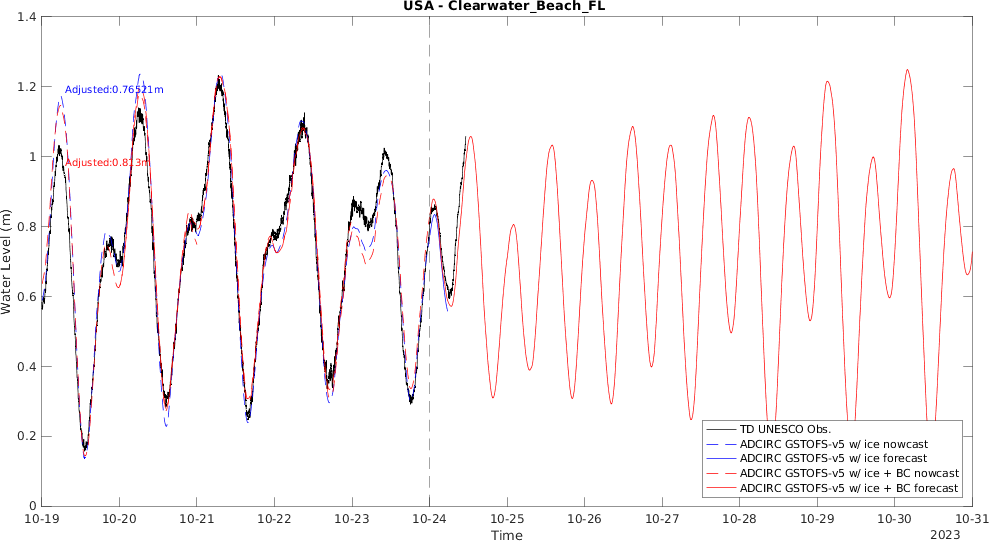 USA - Clearwater_Beach_FL
Water Level (m)
1.4
1.2
1
0.8
0.6
0.4
0.2
0
Adjusted:0.76521m
Adjusted:0.813m
TD UNESCO Obs.
ADCIRC GSTOFS-v5 w/ ice nowcast
ADCIRC GSTOFS-v5 w/ ice forecast
ADCIRC GSTOFS-v5 w/ ice + BC nowcast
ADCIRC GSTOFS-v5 w/ ice + BC forecast
10-19 10-20 10-21 10-22 10-23 10-24 10-25 10-26 10-27 10-28 10-29 10-30 10-31
Time
2023